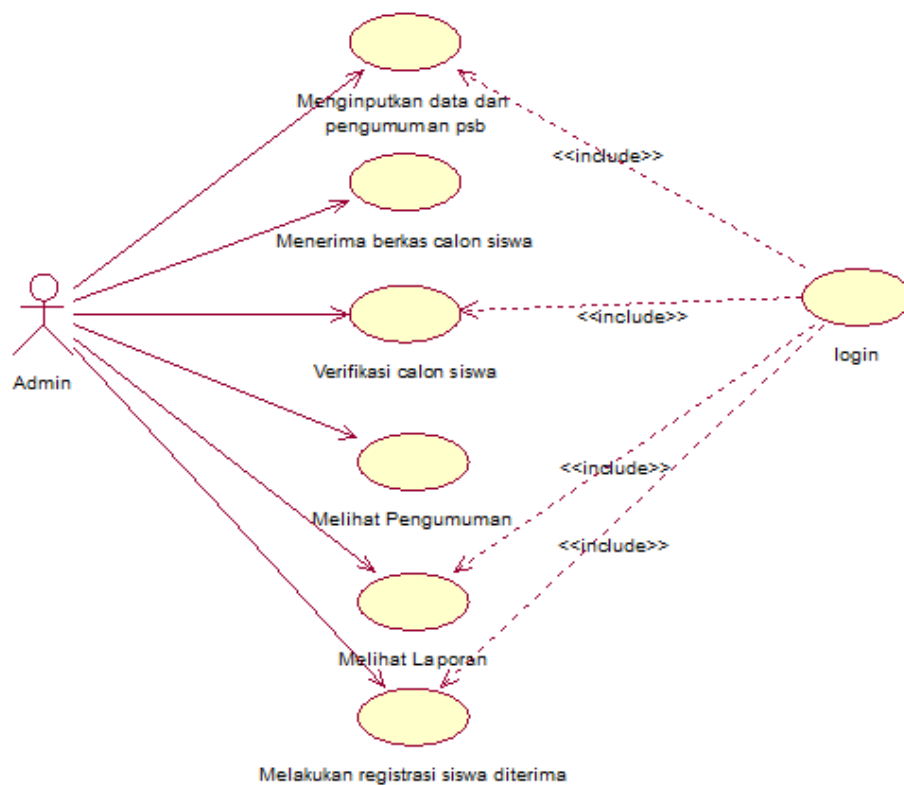 Menginputkan data dan
pengumuman psb
<<include>>
Menerima berkas calon siswa
<<include>>
Admin
Verifikasi calon siswa
login
<<include>>
Melihat Pengumuman
<<include>>
Melihat Laporan
Melakukan registrasi siswa diterima